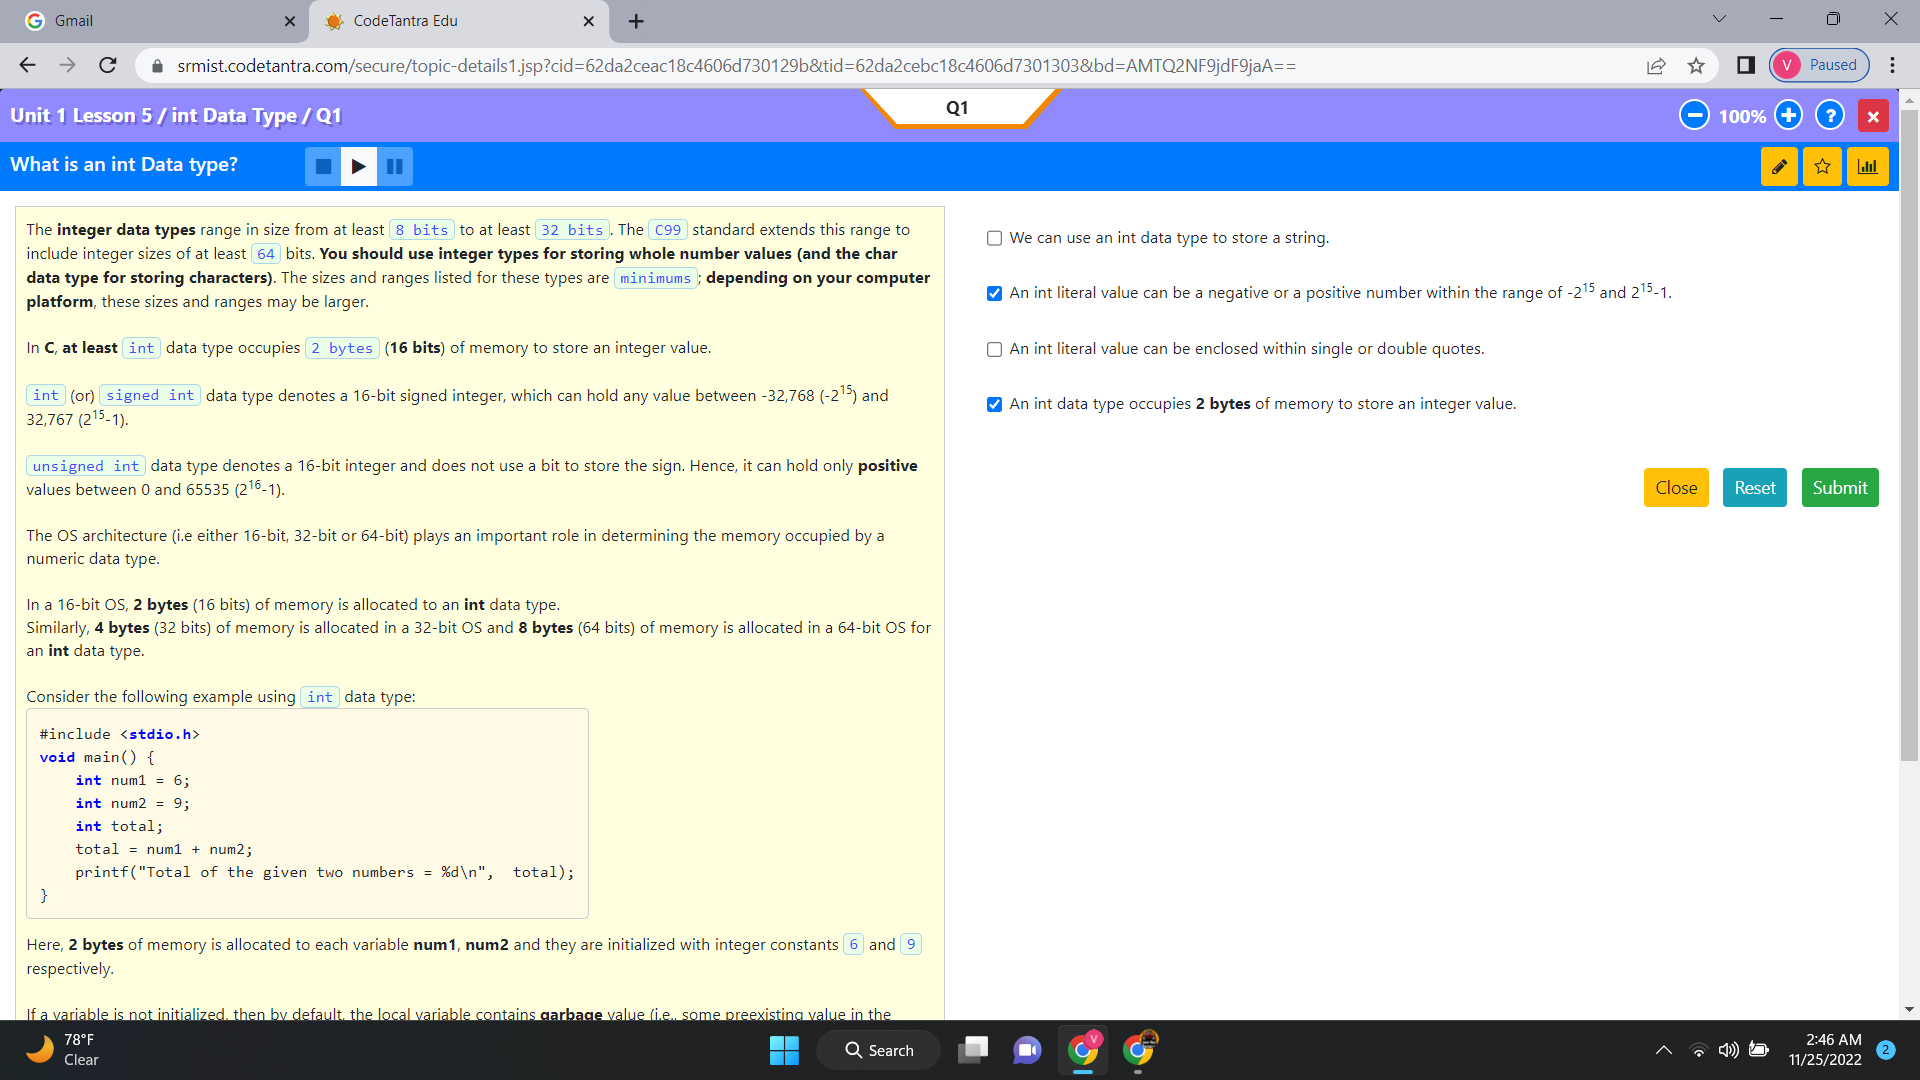 Gmail
CodeTantra Edu
srmist.codetantra.com/secure/topic-details1.jsp?cid=62da2ceac18c4606d730129b&tid=62da2cebc18c4606d7301303&bd=AMTQ2NF9jdF9jaA==
V Paused
Unit 1 Lesson 5 / int Data Type / Q1
Q1
100%
?
What is an int Data type?
The integer data types range in size from at least 8 bits to at least 32 bits. The C99 standard extends this range to
include integer sizes of at least 64 bits. You should use integer types for storing whole number values (and the char
data type for storing characters). The sizes and ranges listed for these types are minimums; depending on your computer
platform, these sizes and ranges may be larger.
In C, at least int data type occupies 2 bytes (16 bits) of memory to store an integer value.
int (or) signed int data type denotes a 16-bit signed integer, which can hold any value between -32,768 (-2¹⁵) and
32,767 (2¹⁵-1).
unsigned int data type denotes a 16-bit integer and does not use a bit to store the sign. Hence, it can hold only positive
values between 0 and 65535 (2¹⁶-1).
The OS architecture (i.e either 16-bit, 32-bit or 64-bit) plays an important role in determining the memory occupied by a
numeric data type.
In a 16-bit OS, 2 bytes (16 bits) of memory is allocated to an int data type.
Similarly, 4 bytes (32 bits) of memory is allocated in a 32-bit OS and 8 bytes (64 bits) of memory is allocated in a 64-bit OS for
an int data type.
Consider the following example using int data type:
#include <stdio.h>
void main() {
    int num1 = 6;
    int num2 = 9;
    int total;
    total = num1 + num2;
    printf("Total of the given two numbers = %d\n",  total);
}
Here, 2 bytes of memory is allocated to each variable num1, num2 and they are initialized with integer constants 6 and 9
respectively.
If a variable is not initialized, then by default, the local variable contains garbage value (i.e., some preexisting value in the
We can use an int data type to store a string.
An int literal value can be a negative or a positive number within the range of -2¹⁵ and 2¹⁵-1.
An int literal value can be enclosed within single or double quotes.
An int data type occupies 2 bytes of memory to store an integer value.
Close
Reset
Submit
78°F
Clear
Search
V
2:46 AM
11/25/2022
2